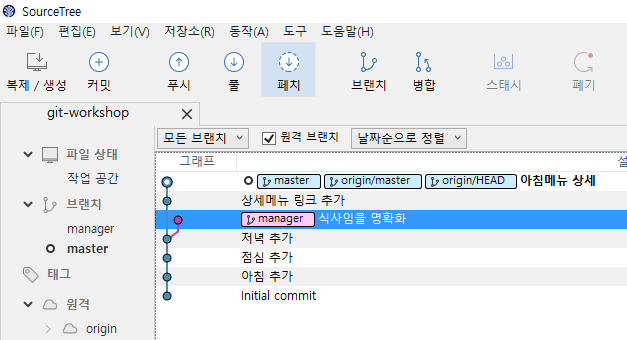 SourceTree
파일(F) 편집(E) 보기(V) 저장소(R) 동작(A) 도구 도움말(H)
복제 / 생성 커밋 푸시 풀 페치 브랜치 병합 스태시 폐기
git-workshop
모든 브랜치 원격 브랜치 날짜순으로 정렬
그래프 설
파일 상태
작업 공간
브랜치
manager
master
태그
원격
origin
master origin/master origin/HEAD 아침메뉴 상세
상세메뉴 링크 추가
manager 식사임을 명확화
저녁 추가
점심 추가
아침 추가
Initial commit